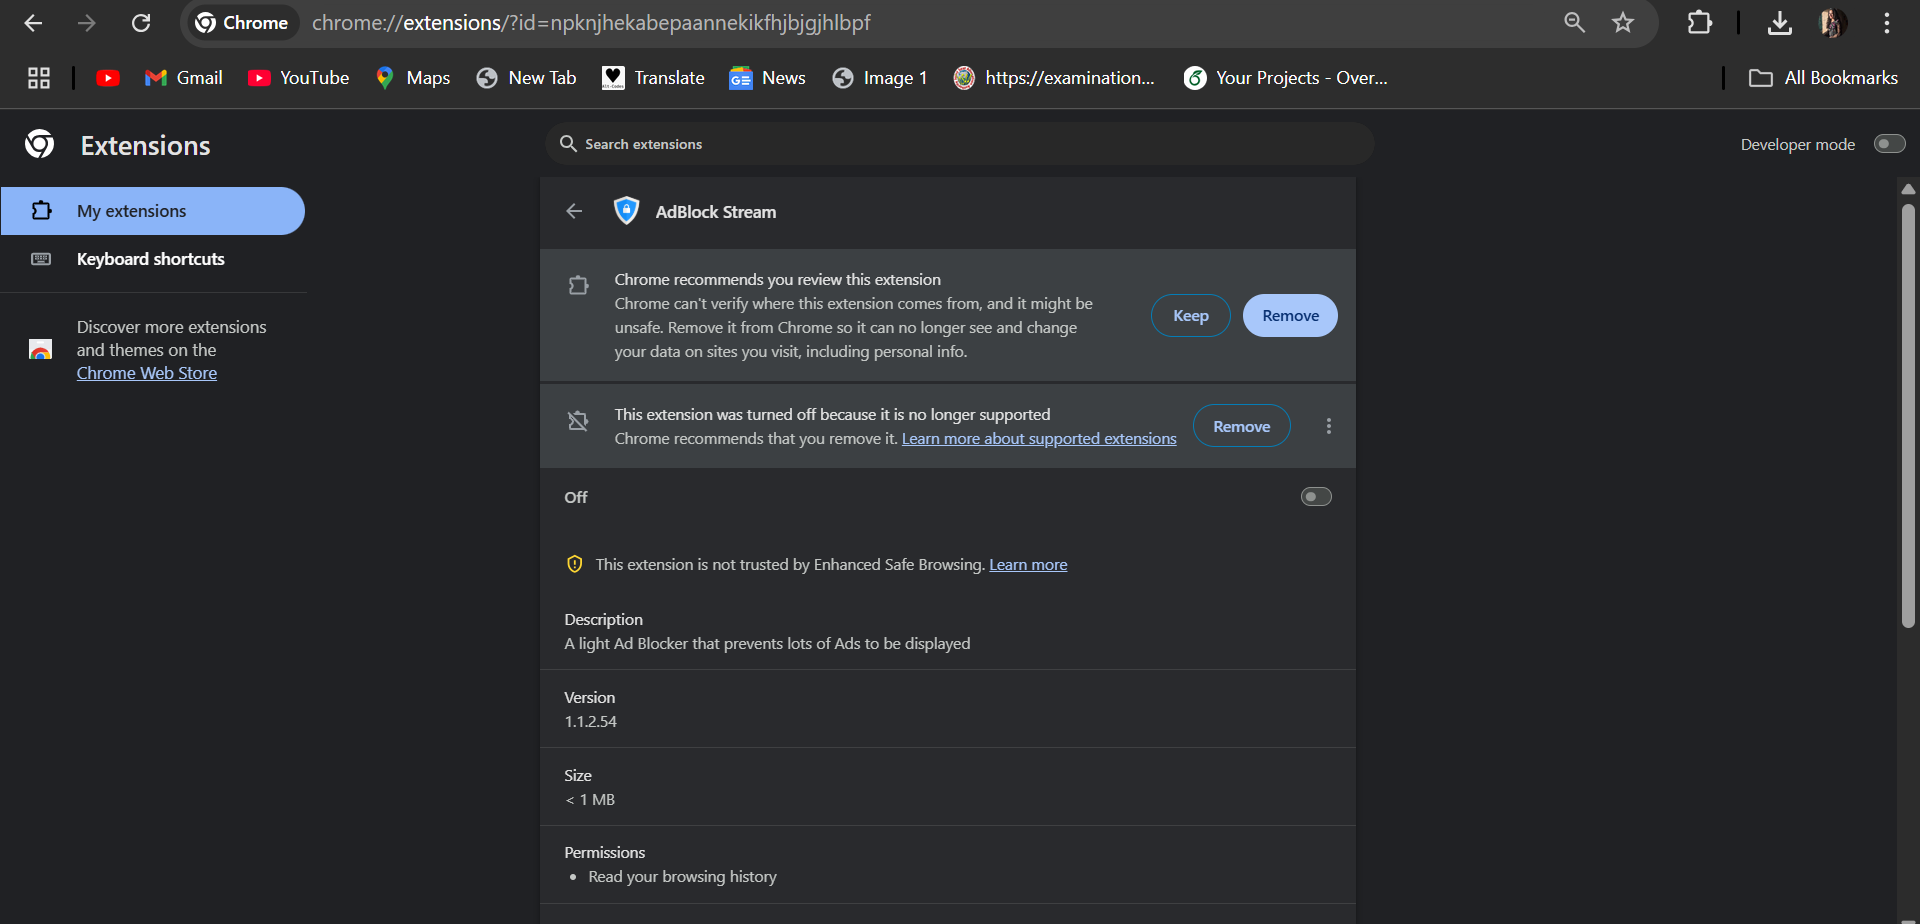 Chrome
chrome://extensions/?id=npknjhekabepaannekikfhjbjgjhlbpf
Gmail
YouTube
Maps
New Tab
Translate
News
Image 1
https://examination...
Your Projects - Over...
All Bookmarks
Extensions
Search extensions
Developer mode
My extensions
Keyboard shortcuts
Discover more extensions
and themes on the
Chrome Web Store
AdBlock Stream
Chrome recommends you review this extension
Chrome can't verify where this extension comes from, and it might be
unsafe. Remove it from Chrome so it can no longer see and change
your data on sites you visit, including personal info.
Keep
Remove
This extension was turned off because it is no longer supported
Chrome recommends that you remove it. Learn more about supported extensions
Remove
Off
This extension is not trusted by Enhanced Safe Browsing. Learn more
Description
A light Ad Blocker that prevents lots of Ads to be displayed
Version
1.1.2.54
Size
< 1 MB
Permissions
• Read your browsing history